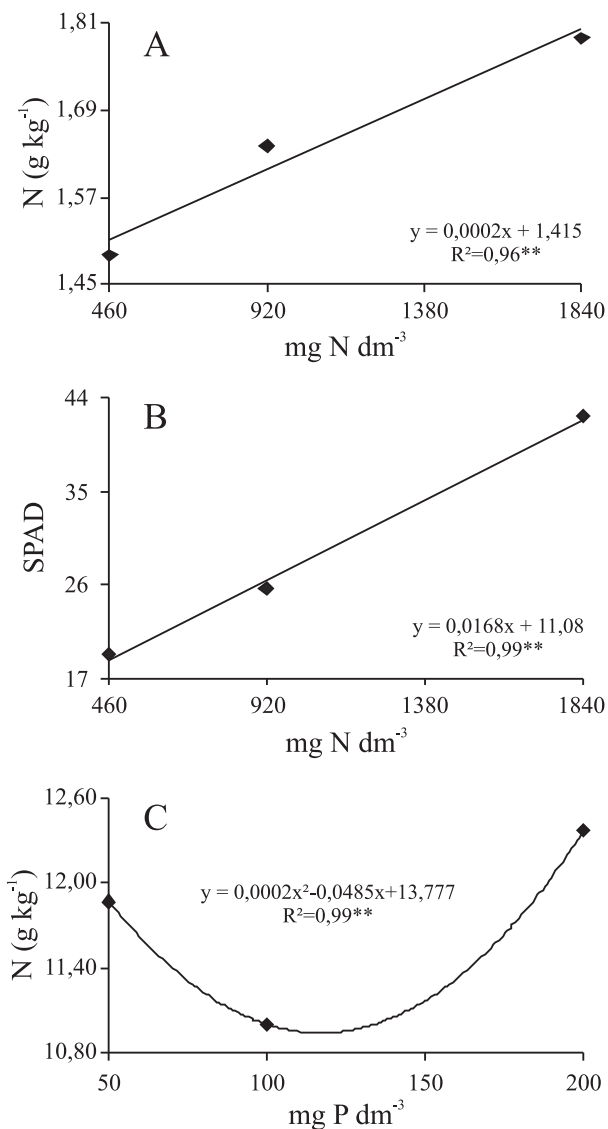 A
N (g kg⁻¹)
1,81
1,69
1,57
1,45
y = 0,0002x + 1,415
R²=0,96**
460 920 1380 1840
mg N dm⁻³
B
SPAD
44
35
26
17
y = 0,0168x + 11,08
R²=0,99**
460 920 1380 1840
mg N dm⁻³
C
N (g kg⁻¹)
12,60
12,00
11,40
10,80
y = 0,0002x²-0,0485x+13,777
R²=0,99**
50 100 150 200
mg P dm⁻³